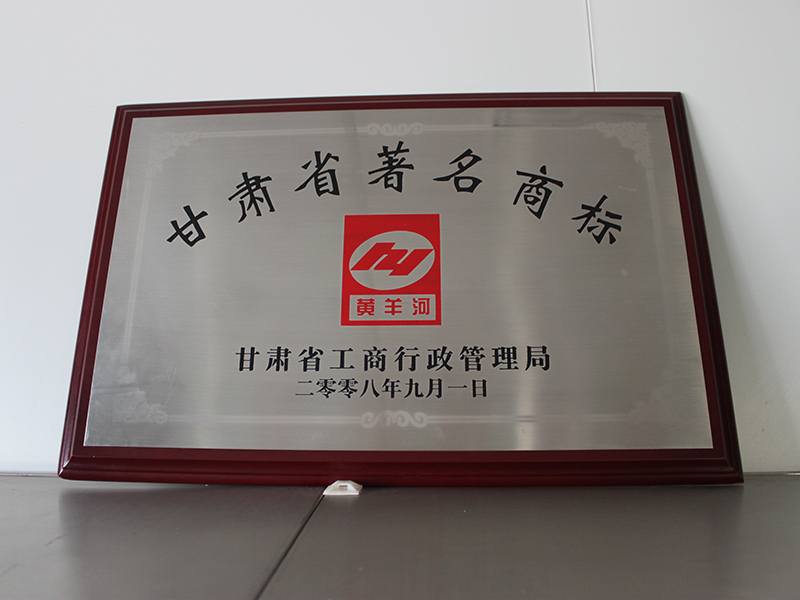 甘肃省著名商标
黄羊河
甘肃省工商行政管理局
二零零八年九月一日